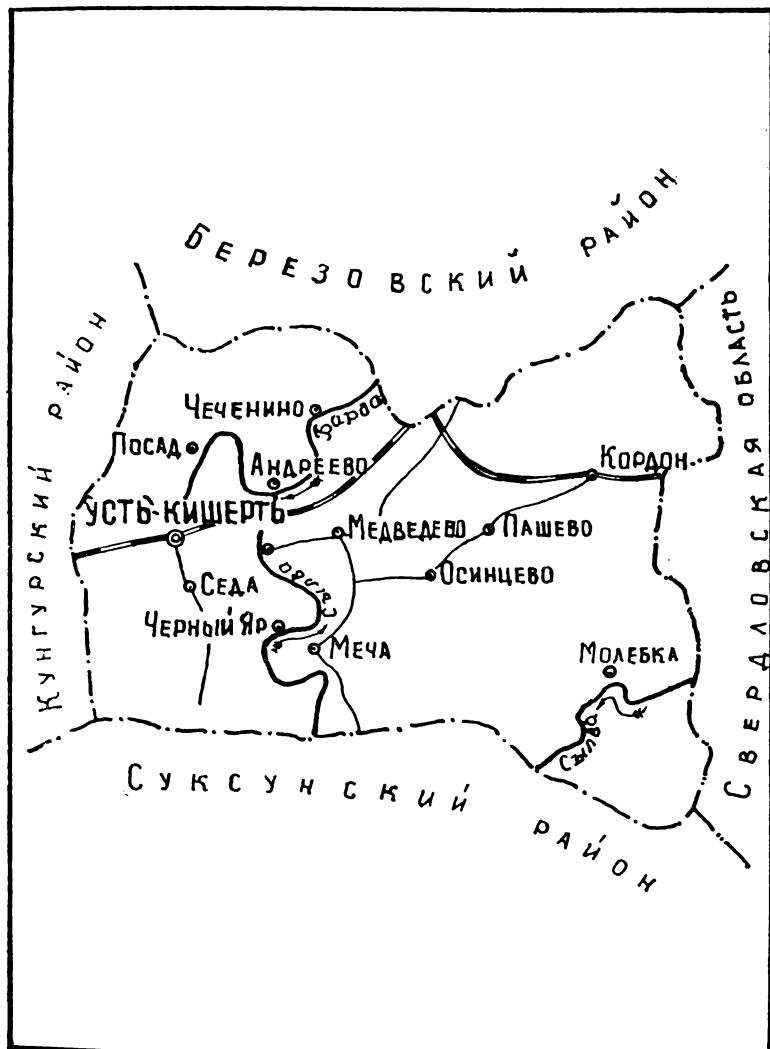 БЕРЕЗОВСКИЙ РАЙОН
КУНГУРСКИЙ РАЙОН
СВЕРДЛОВСКАЯ ОБЛАСТЬ
ЧЕЧЕНИНО
Барда
ПОСАД
АНДРЕЕВО
КОРДОН
УСТЬ-КИШЕРТЬ
МЕДВЕДЕВО
ПАШЕВО
СЕДА
ОСИНЦЕВО
ЧЕРНЫЙ ЯР
МЕЧА
МОЛЕБКА
Сылва
СУКСУНСКИЙ РАЙОН